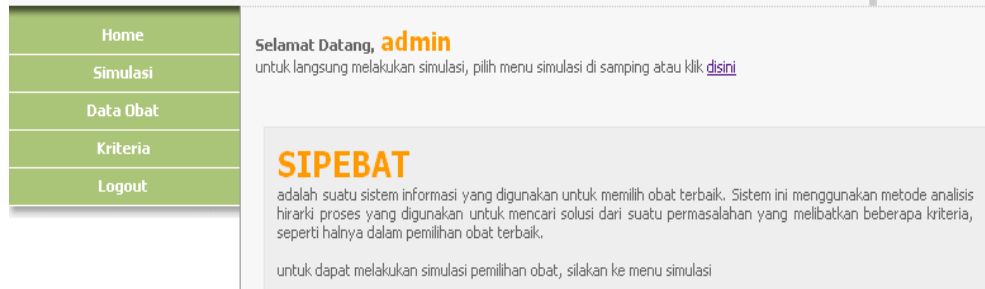 Home
Simulasi
Data Obat
Kriteria
Logout
Selamat Datang, admin
untuk langsung melakukan simulasi, pilih menu simulasi di samping atau klik disini
SIPEBAT
adalah suatu sistem informasi yang digunakan untuk memilih obat terbaik. Sistem ini menggunakan metode analisis
hirarki proses yang digunakan untuk mencari solusi dari suatu permasalahan yang melibatkan beberapa kriteria,
seperti halnya dalam pemilihan obat terbaik.
untuk dapat melakukan simulasi pemilihan obat, silakan ke menu simulasi